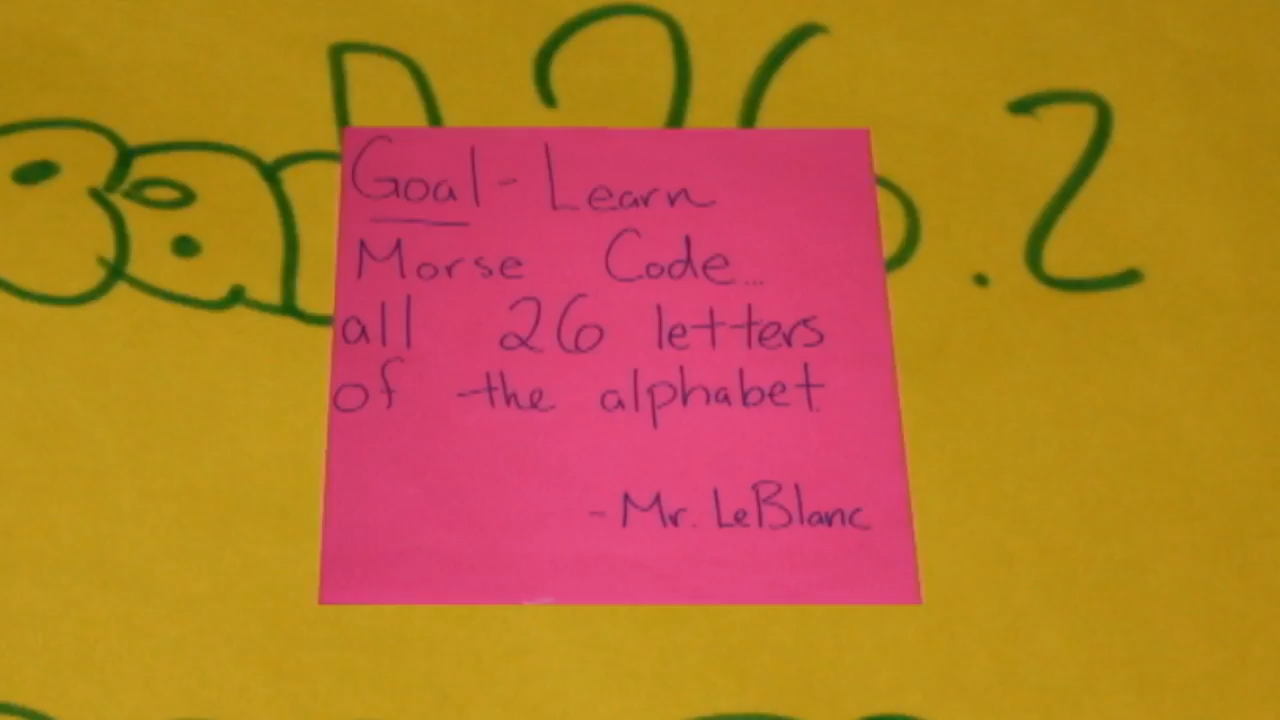 Goal - Learn
Morse Code...
all 26 letters
of the alphabet.
- Mr. LeBlanc